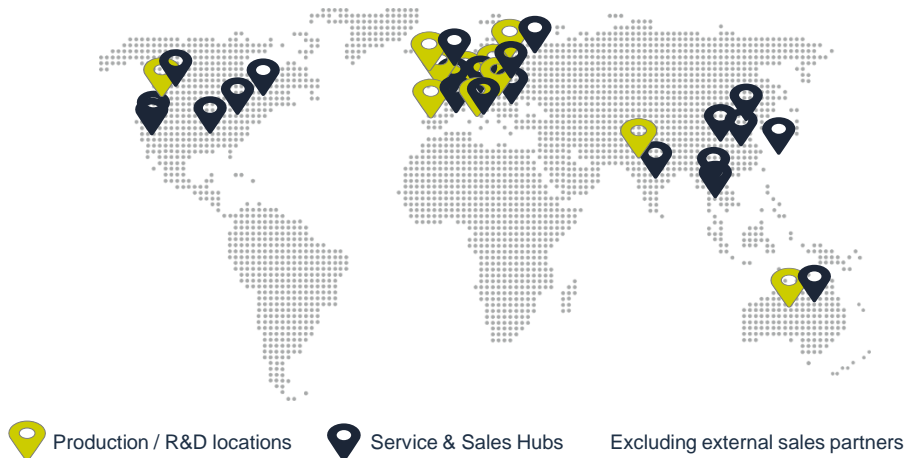 Production / R&D locations Service & Sales Hubs Excluding external sales partners